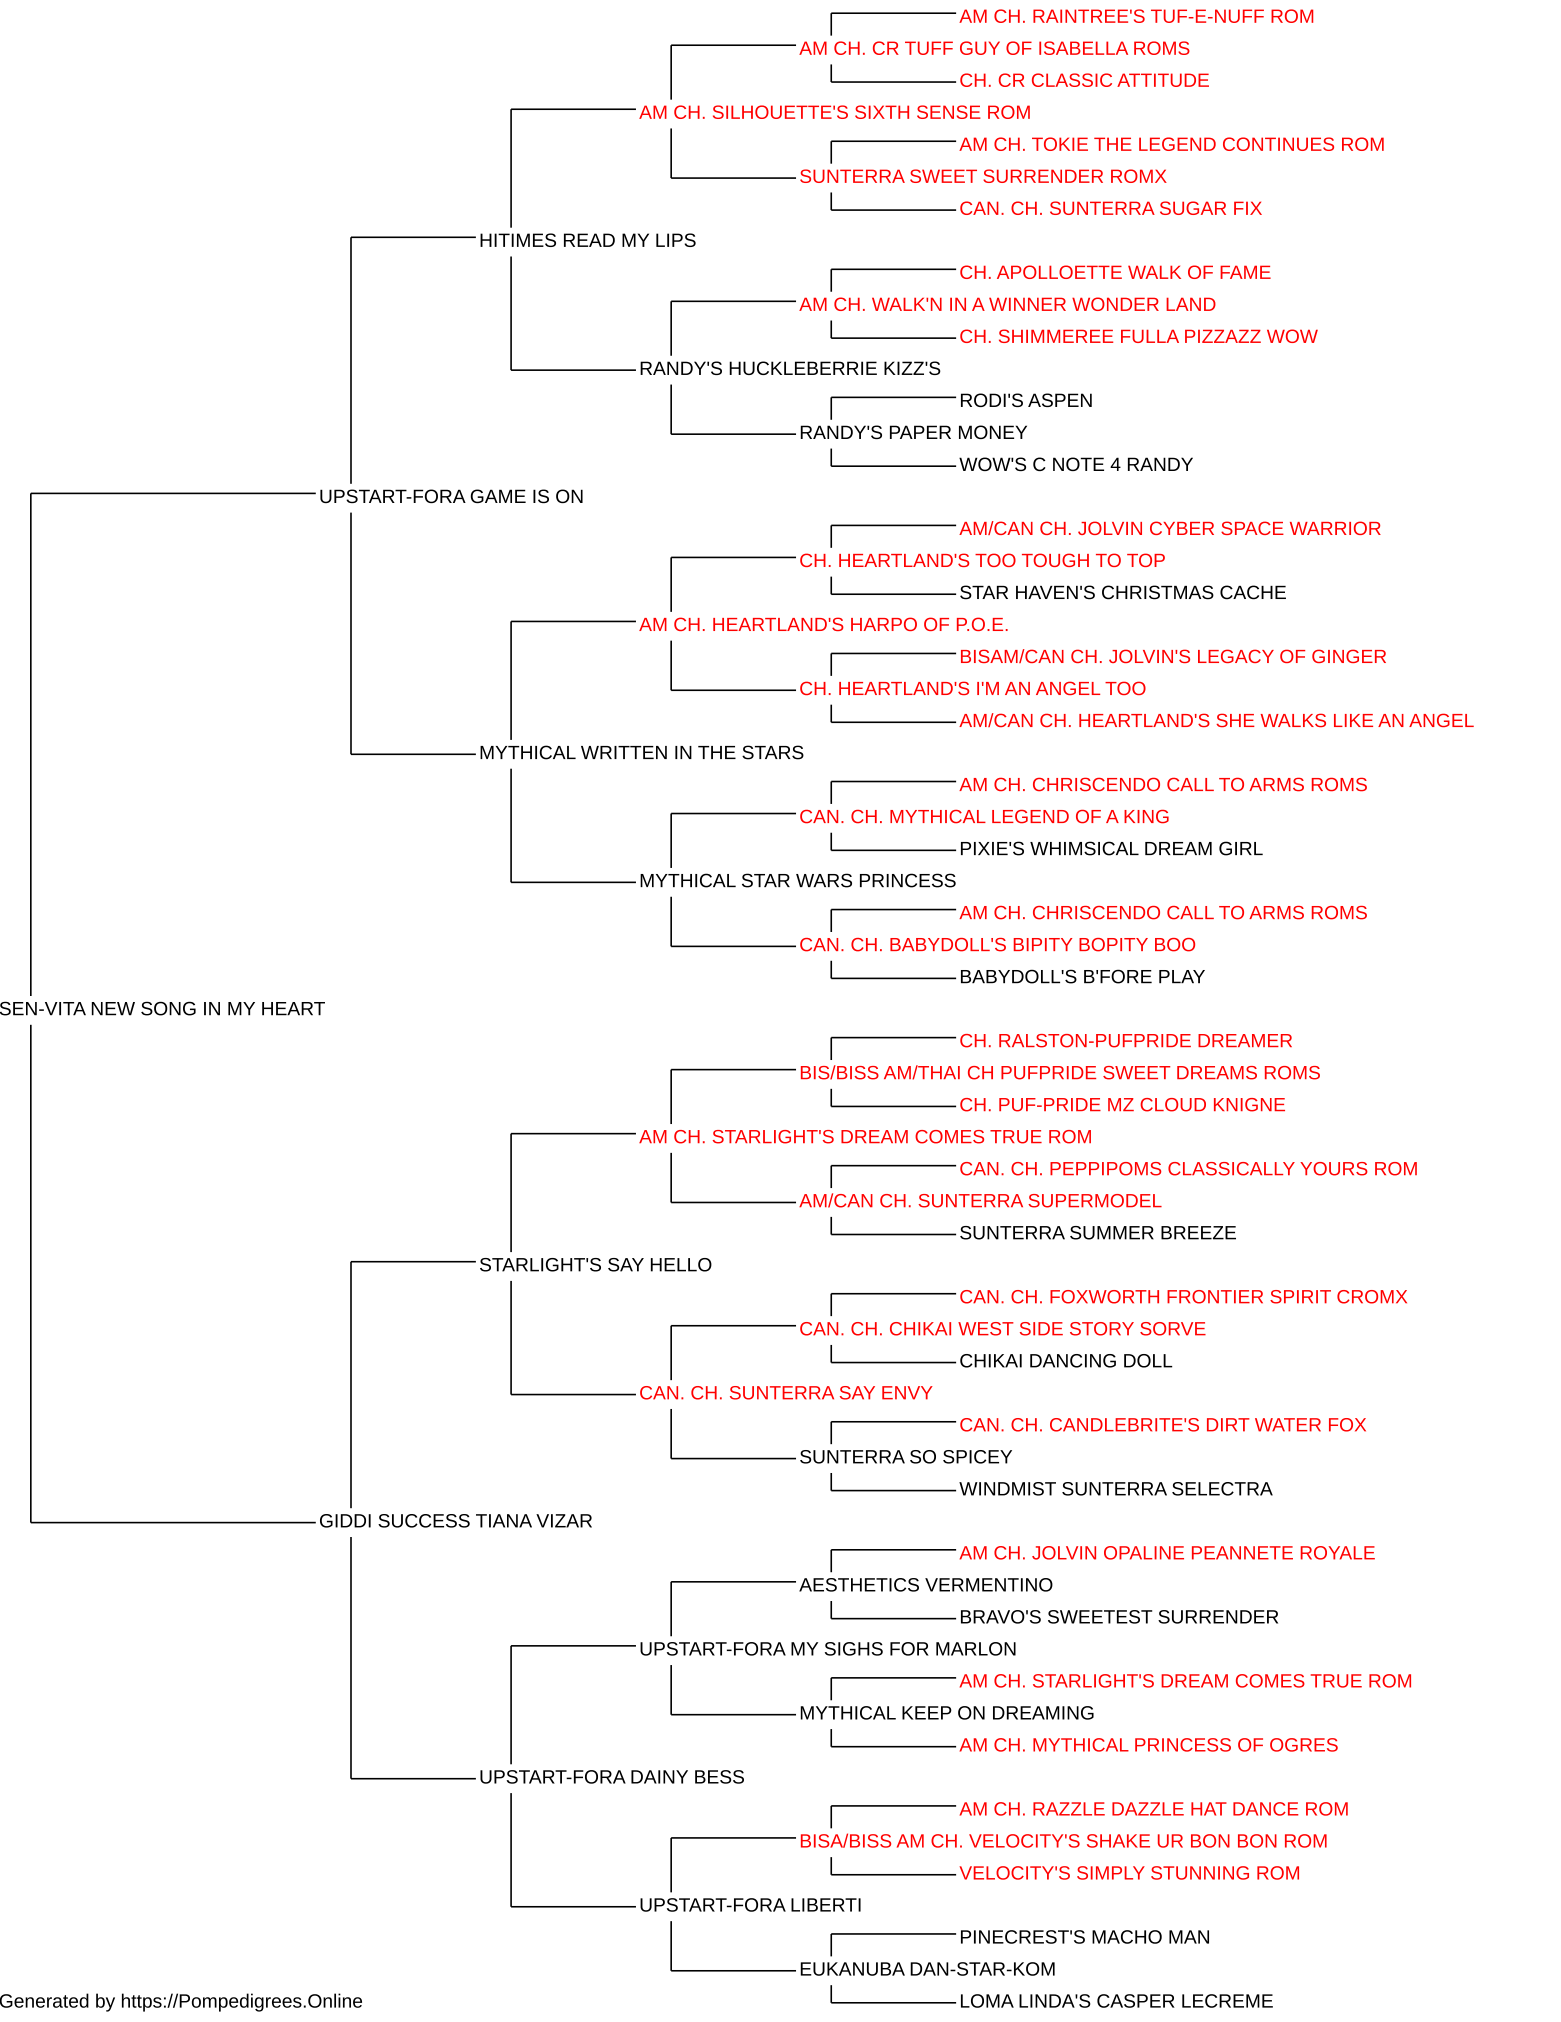 AM CH. RAINTREE'S TUF-E-NUFF ROM
AM CH. CR TUFF GUY OF ISABELLA ROMS
CH. CR CLASSIC ATTITUDE
AM CH. SILHOUETTE'S SIXTH SENSE ROM
AM CH. TOKIE THE LEGEND CONTINUES ROM
SUNTERRA SWEET SURRENDER ROMX
CAN. CH. SUNTERRA SUGAR FIX
HITIMES READ MY LIPS
CH. APOLLOETTE WALK OF FAME
AM CH. WALK'N IN A WINNER WONDER LAND
CH. SHIMMEREE FULLA PIZZAZZ WOW
RANDY'S HUCKLEBERRIE KIZZ'S
RODI'S ASPEN
RANDY'S PAPER MONEY
WOW'S C NOTE 4 RANDY
UPSTART-FORA GAME IS ON
AM/CAN CH. JOLVIN CYBER SPACE WARRIOR
CH. HEARTLAND'S TOO TOUGH TO TOP
STAR HAVEN'S CHRISTMAS CACHE
AM CH. HEARTLAND'S HARPO OF P.O.E.
BISAM/CAN CH. JOLVIN'S LEGACY OF GINGER
CH. HEARTLAND'S I'M AN ANGEL TOO
AM/CAN CH. HEARTLAND'S SHE WALKS LIKE AN ANGEL
MYTHICAL WRITTEN IN THE STARS
AM CH. CHRISCENDO CALL TO ARMS ROMS
CAN. CH. MYTHICAL LEGEND OF A KING
PIXIE'S WHIMSICAL DREAM GIRL
MYTHICAL STAR WARS PRINCESS
AM CH. CHRISCENDO CALL TO ARMS ROMS
CAN. CH. BABYDOLL'S BIPITY BOPITY BOO
BABYDOLL'S B'FORE PLAY
SEN-VITA NEW SONG IN MY HEART
CH. RALSTON-PUFPRIDE DREAMER
BIS/BISS AM/THAI CH PUFPRIDE SWEET DREAMS ROMS
CH. PUF-PRIDE MZ CLOUD KNIGNE
AM CH. STARLIGHT'S DREAM COMES TRUE ROM
CAN. CH. PEPPIPOMS CLASSICALLY YOURS ROM
AM/CAN CH. SUNTERRA SUPERMODEL
SUNTERRA SUMMER BREEZE
STARLIGHT'S SAY HELLO
CAN. CH. FOXWORTH FRONTIER SPIRIT CROMX
CAN. CH. CHIKAI WEST SIDE STORY SORVE
CHIKAI DANCING DOLL
CAN. CH. SUNTERRA SAY ENVY
CAN. CH. CANDLEBRITE'S DIRT WATER FOX
SUNTERRA SO SPICEY
WINDMIST SUNTERRA SELECTRA
GIDDI SUCCESS TIANA VIZAR
AM CH. JOLVIN OPALINE PEANNETE ROYALE
AESTHETICS VERMENTINO
BRAVO'S SWEETEST SURRENDER
UPSTART-FORA MY SIGHS FOR MARLON
AM CH. STARLIGHT'S DREAM COMES TRUE ROM
MYTHICAL KEEP ON DREAMING
AM CH. MYTHICAL PRINCESS OF OGRES
UPSTART-FORA DAINY BESS
AM CH. RAZZLE DAZZLE HAT DANCE ROM
BISA/BISS AM CH. VELOCITY'S SHAKE UR BON BON ROM
VELOCITY'S SIMPLY STUNNING ROM
UPSTART-FORA LIBERTI
PINECREST'S MACHO MAN
EUKANUBA DAN-STAR-KOM
LOMA LINDA'S CASPER LECREME
Generated by https://Pompedigrees.Online